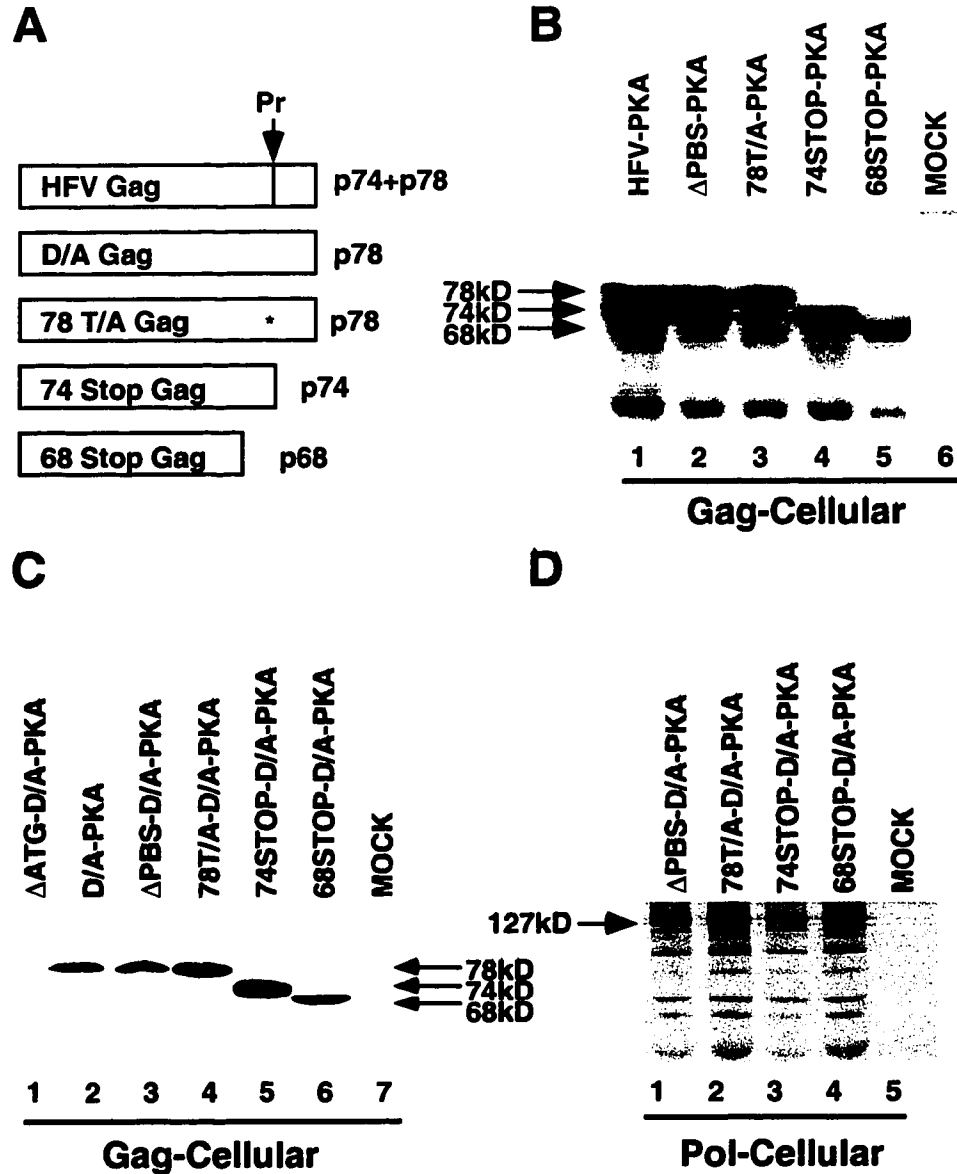 A
Pr
HFV Gag p74+p78
D/A Gag p78
78 T/A Gag * p78
74 Stop Gag p74
68 Stop Gag p68
B
HFV-PKA
ΔPBS-PKA
78T/A-PKA
74STOP-PKA
68STOP-PKA
MOCK
78kD
74kD
68kD
1 2 3 4 5 6
Gag-Cellular
C
ΔATG-D/A-PKA
D/A-PKA
ΔPBS-D/A-PKA
78T/A-D/A-PKA
74STOP-D/A-PKA
68STOP-D/A-PKA
MOCK
78kD
74kD
68kD
1 2 3 4 5 6 7
Gag-Cellular
D
ΔPBS-D/A-PKA
78T/A-D/A-PKA
74STOP-D/A-PKA
68STOP-D/A-PKA
MOCK
127kD
1 2 3 4 5
Pol-Cellular